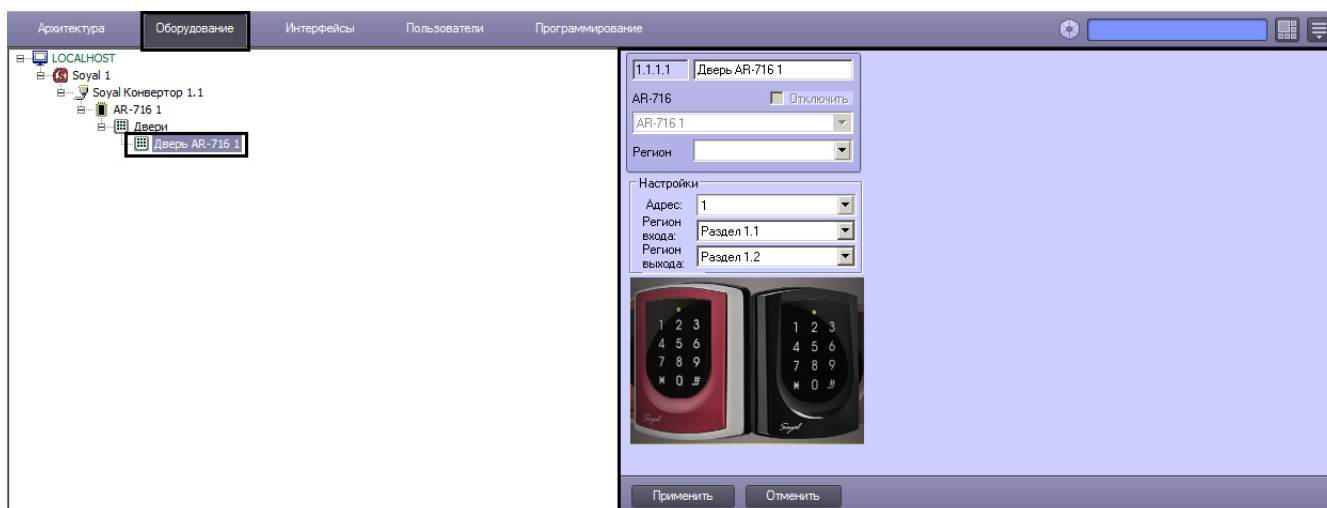 Архитектура Оборудование Интерфейсы Пользователи Программирование
LOCALHOST
Soyal 1
Soyal Конвертор 1.1
AR-716 1
Двери
Дверь AR-716 1
1.1.1.1 Дверь AR-716 1
AR-716 Отключить
AR-716 1
Регион
Настройки
Адрес: 1
Регион
входа: Раздел 1.1
Регион
выхода: Раздел 1.2
1 2 3 1 2 3
4 5 6 4 5 6
7 8 9 7 8 9
* 0 # * 0 #
Soyal Soyal
Применить Отменить